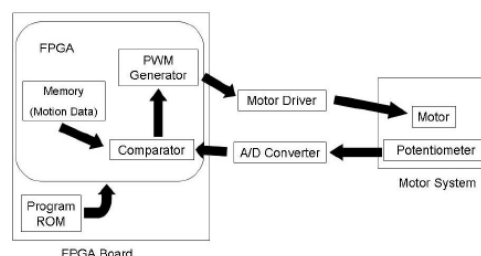 FPGA
PWM
Generator
Memory
(Motion Data)
Motor Driver
Motor
Comparator
A/D Converter
Potentiometer
Motor System
Program
ROM
FPGA Board